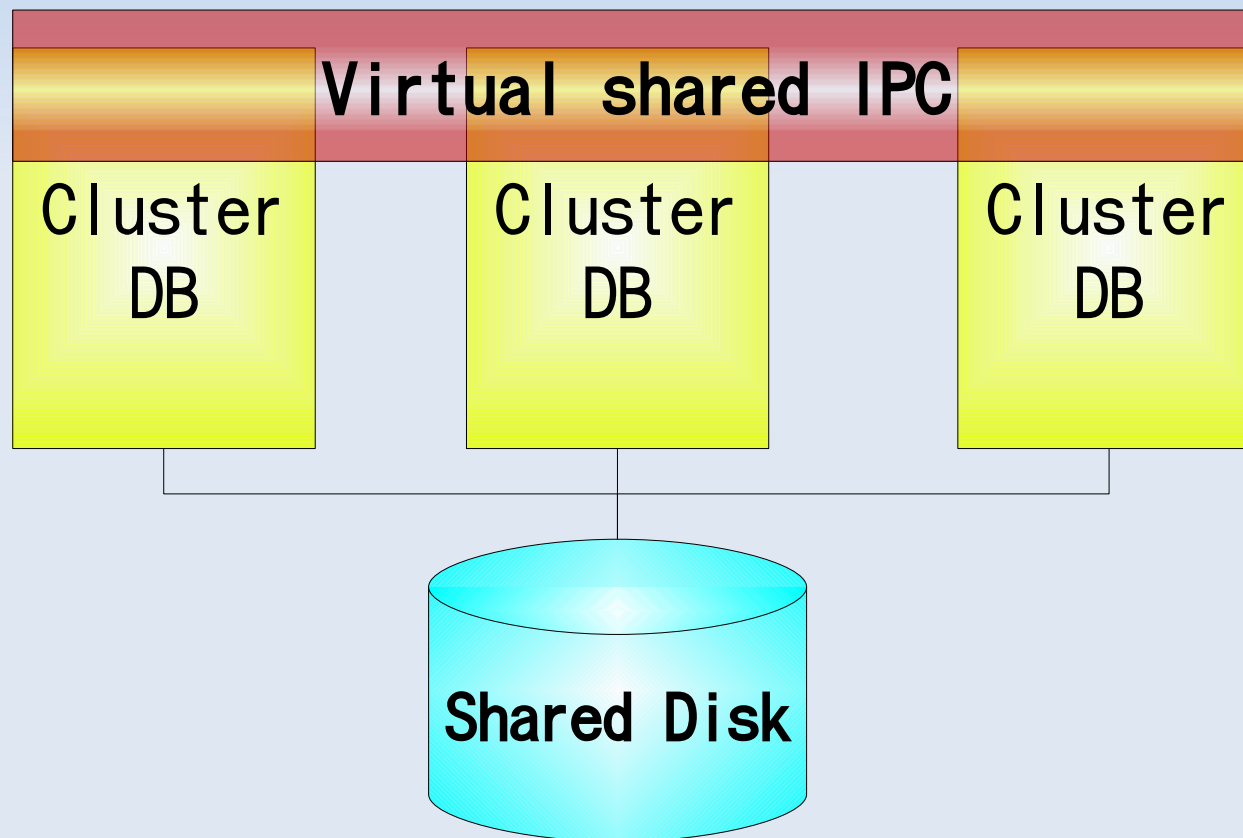 Virtual shared IPC
Cluster
DB
Cluster
DB
Cluster
DB
Shared Disk